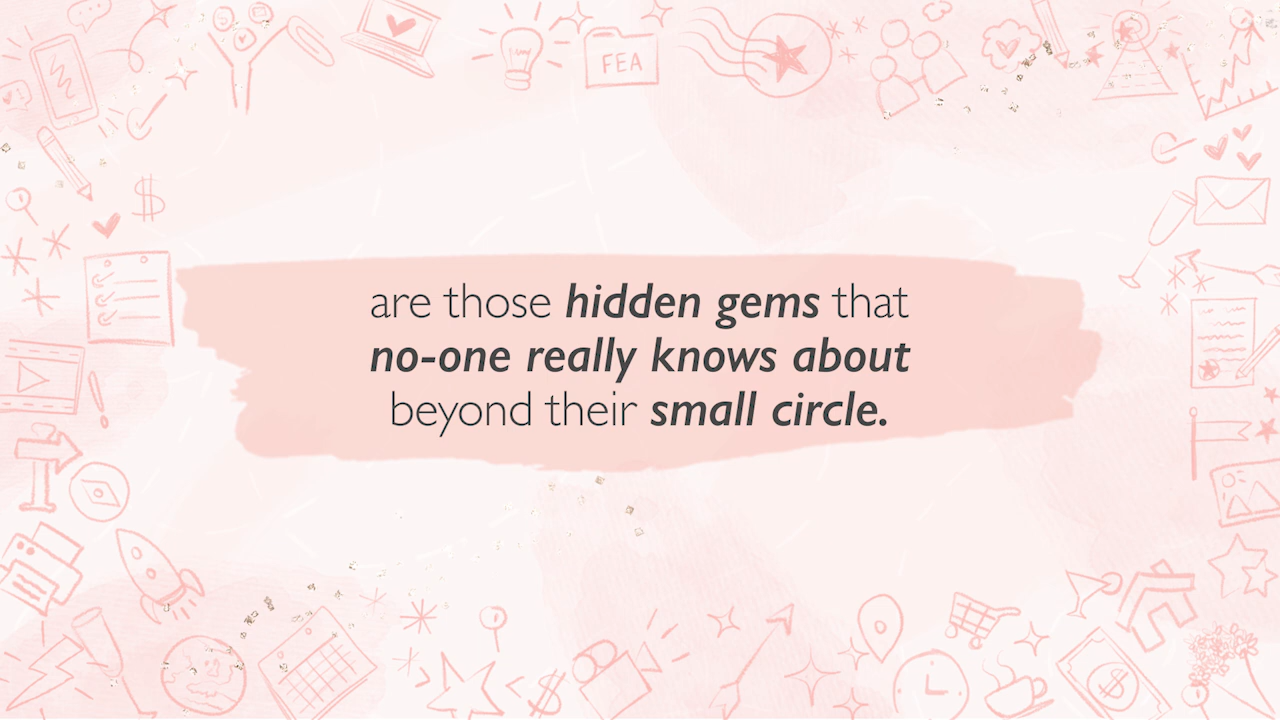 FEA
are those hidden gems that
no-one really knows about
beyond their small circle.